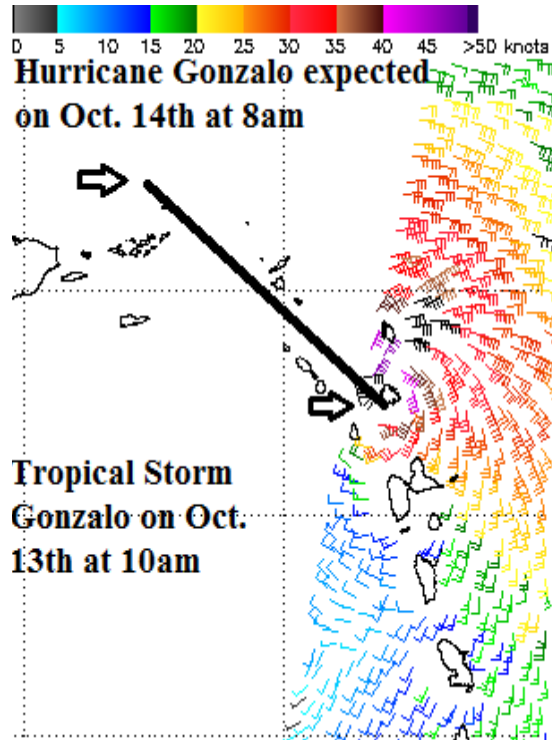 0 5 10 15 20 25 30 35 40 45 >50 knots
Hurricane Gonzalo expected
on Oct. 14th at 8am
Tropical Storm
Gonzalo on Oct.
13th at 10am